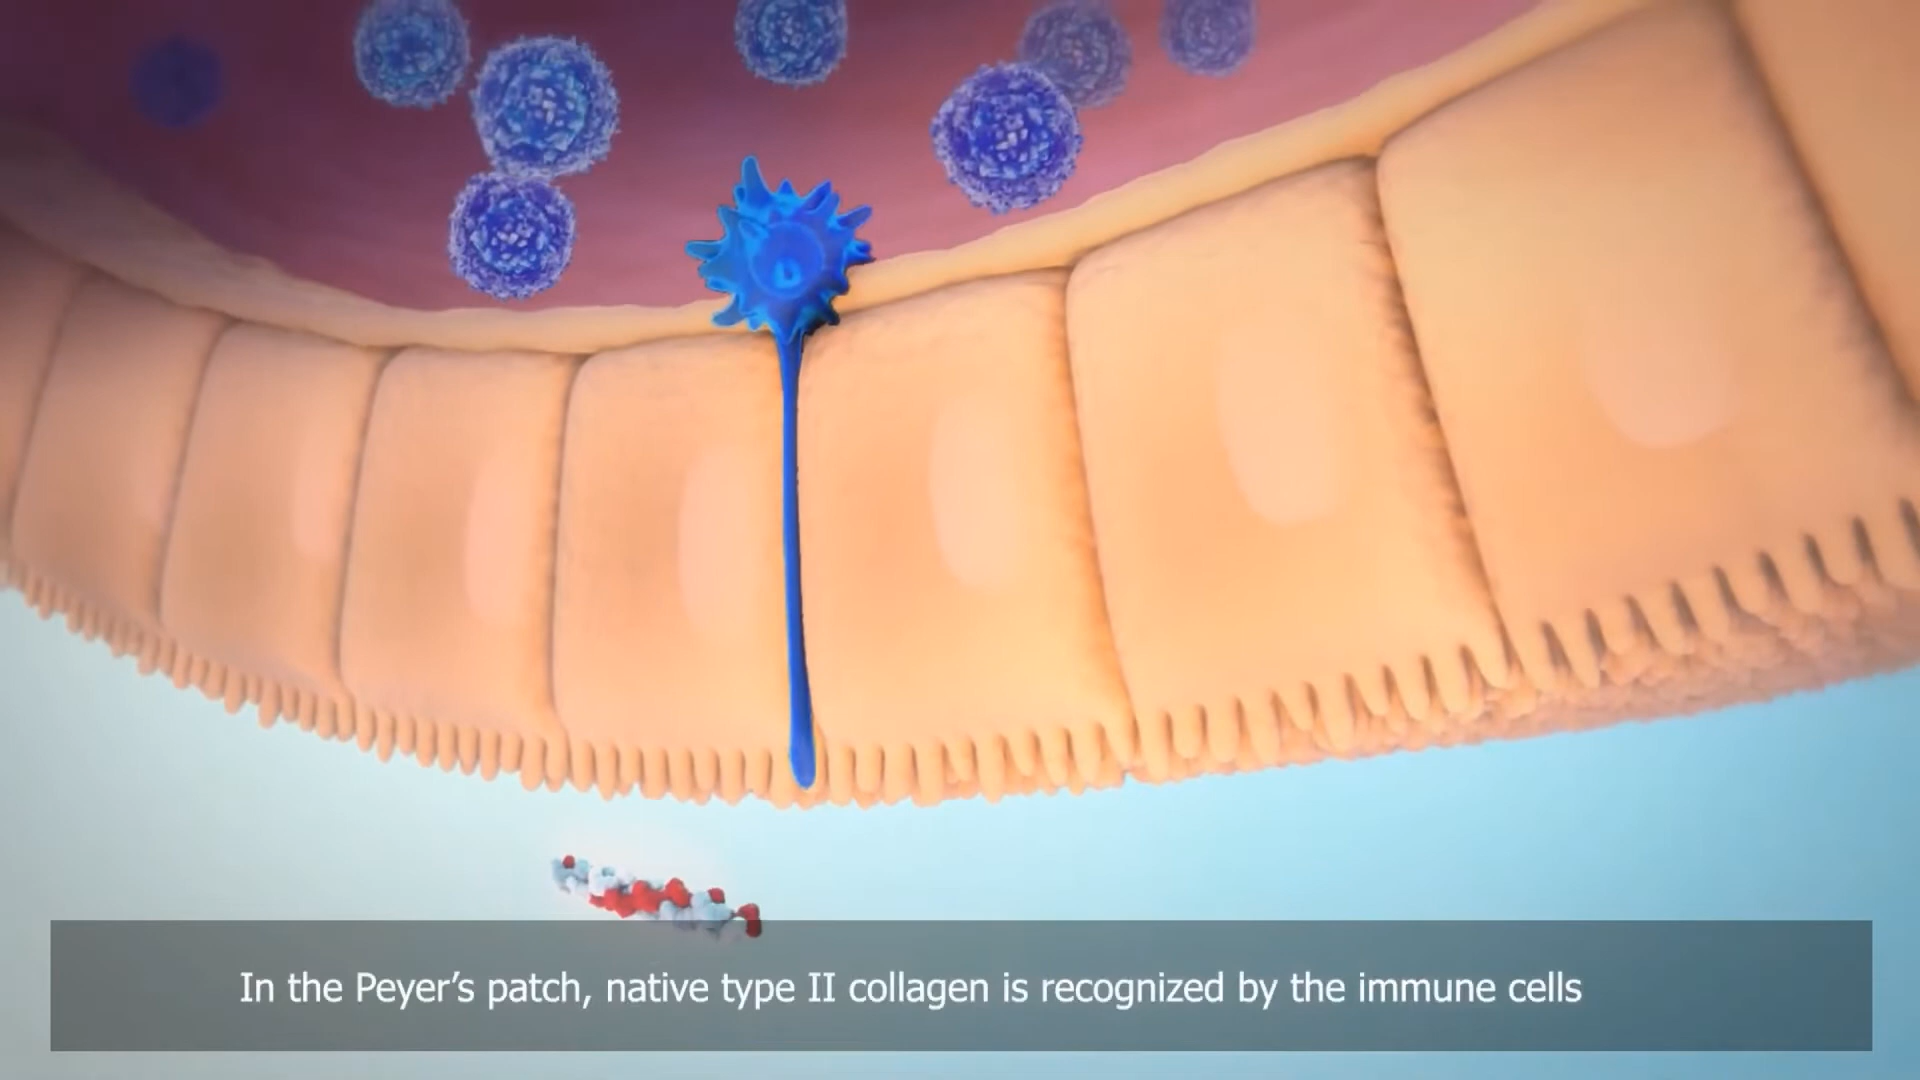 In the Peyer’s patch, native type II collagen is recognized by the immune cells